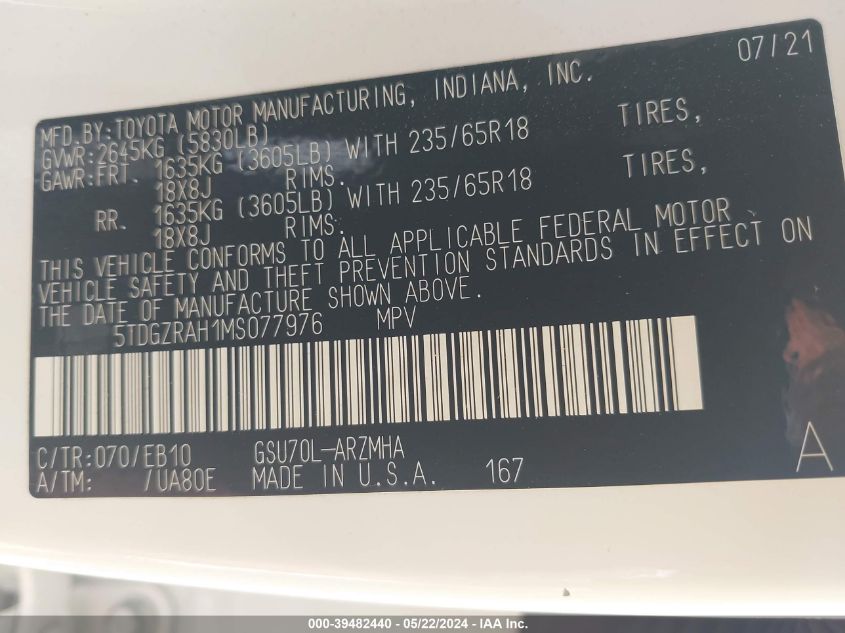 07/21
MFD.BY:TOYOTA MOTOR MANUFACTURING, INDIANA, INC.
GVWR:2645KG (5830LB)
GAWR:FRT. 1635KG (3605LB) WITH 235/65R18 TIRES,
18X8J RIMS.
RR. 1635KG (3605LB) WITH 235/65R18 TIRES,
18X8J RIMS.
THIS VEHICLE CONFORMS TO ALL APPLICABLE FEDERAL MOTOR
VEHICLE SAFETY AND THEFT PREVENTION STANDARDS IN EFFECT ON
THE DATE OF MANUFACTURE SHOWN ABOVE.
5TDGZRAH1MS077976 MPV
C/TR:070/EB10 GSU70L-ARZMHA
A/TM: /UA80E MADE IN U.S.A. 167
A
000-39482440 - 05/22/2024 - IAA Inc.